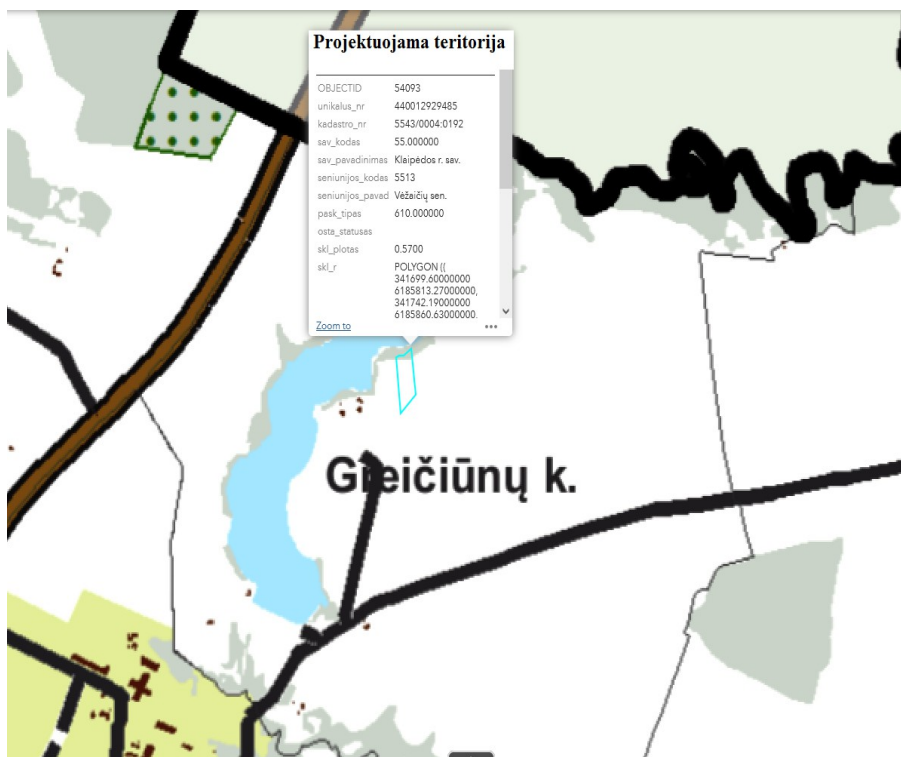 Projektuojama teritorija
OBJECTID 54093
unikalus_nr 440012929485
kadastro_nr 5543/0004:0192
sav_kodas 55.000000
sav_pavadinimas Klaipėdos r. sav.
seniunijos_kodas 5513
seniunijos_pavad Vėžaičių sen.
pask_tipas 610.000000
osta_statusas
skl_plotas 0.5700
skl_r POLYGON ((
341699.60000000
6185813.27000000,
341742.19000000
6185860.63000000,
Zoom to
Greičiūnų k.